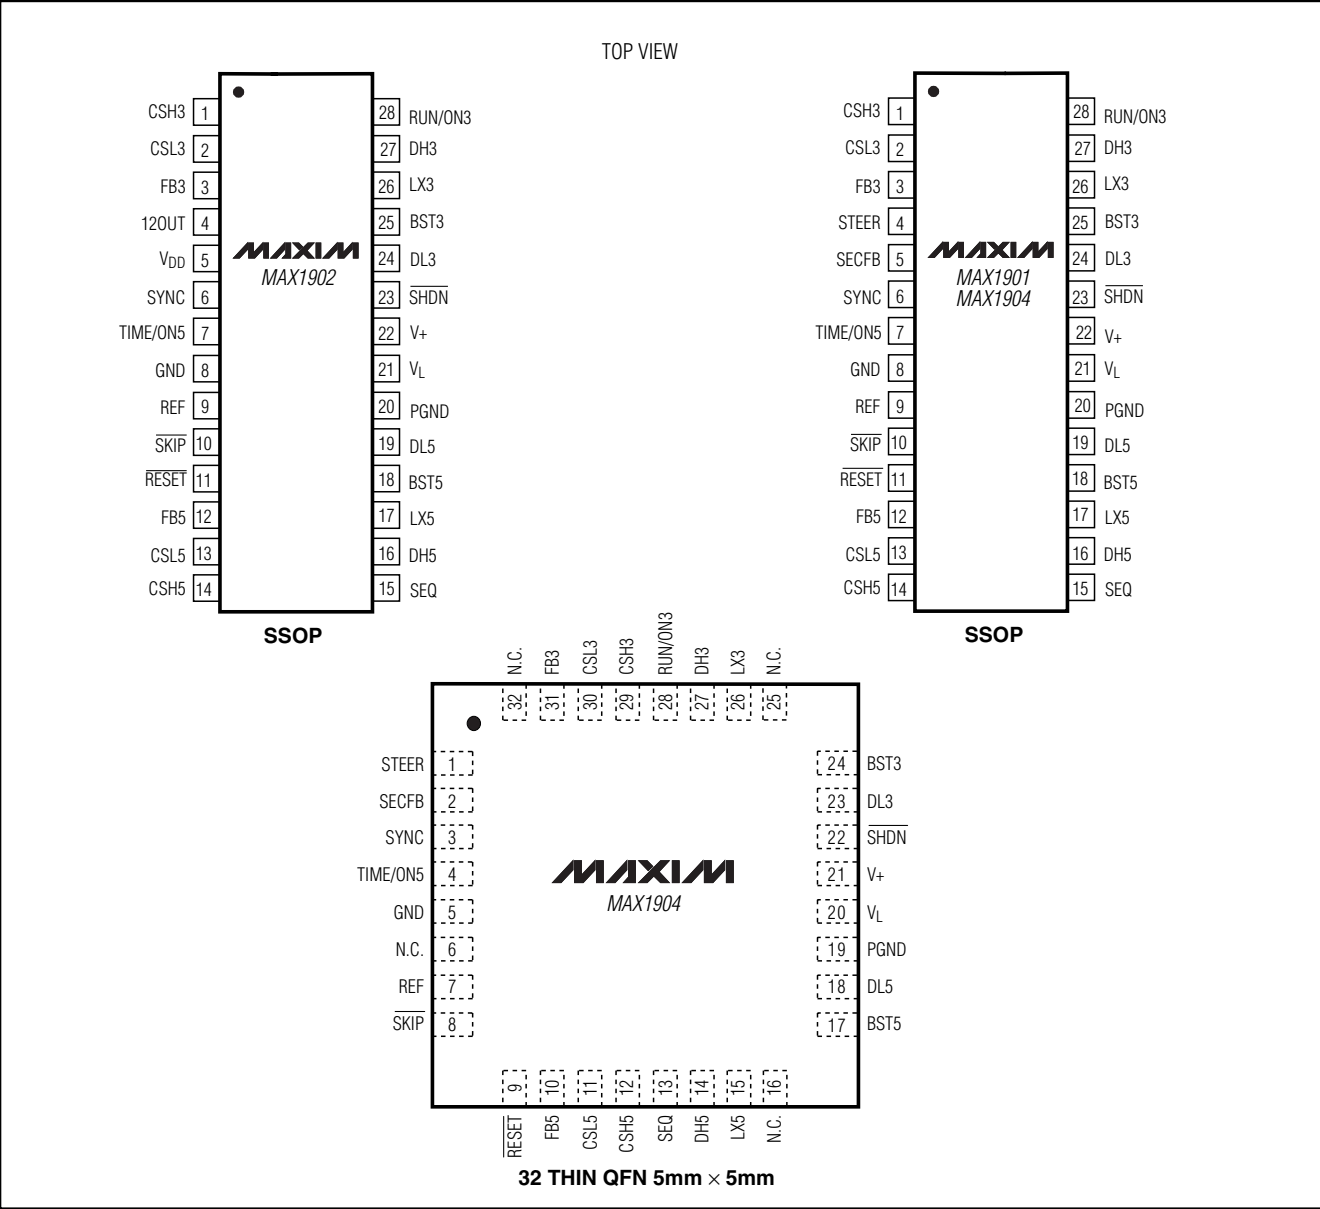 TOP VIEW
CSH3 1
CSL3 2
FB3 3
12OUT 4
VDD 5
SYNC 6
TIME/ON5 7
GND 8
REF 9
SKIP 10
RESET 11
FB5 12
CSL5 13
CSH5 14
MAXIM
MAX1902
28 RUN/ON3
27 DH3
26 LX3
25 BST3
24 DL3
23 SHDN
22 V+
21 VL
20 PGND
19 DL5
18 BST5
17 LX5
16 DH5
15 SEQ
SSOP
CSH3 1
CSL3 2
FB3 3
STEER 4
SECFB 5
SYNC 6
TIME/ON5 7
GND 8
REF 9
SKIP 10
RESET 11
FB5 12
CSL5 13
CSH5 14
MAXIM
MAX1901
MAX1904
28 RUN/ON3
27 DH3
26 LX3
25 BST3
24 DL3
23 SHDN
22 V+
21 VL
20 PGND
19 DL5
18 BST5
17 LX5
16 DH5
15 SEQ
SSOP
N.C. 32
FB3 31
CSL3 30
CSH3 29
RUN/ON3 28
DH3 27
LX3 26
N.C. 25
STEER 1
SECFB 2
SYNC 3
TIME/ON5 4
GND 5
N.C. 6
REF 7
SKIP 8
MAXIM
MAX1904
24 BST3
23 DL3
22 SHDN
21 V+
20 VL
19 PGND
18 DL5
17 BST5
9 RESET
10 FB5
11 CSL5
12 CSH5
13 SEQ
14 DH5
15 LX5
16 N.C.
32 THIN QFN 5mm × 5mm